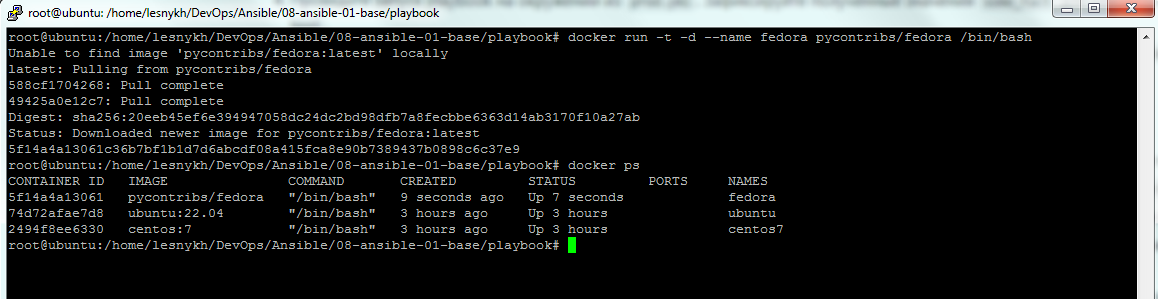 root@ubuntu: /home/lesnykh/DevOps/Ansible/08-ansible-01-base/playbook
root@ubuntu:/home/lesnykh/DevOps/Ansible/08-ansible-01-base/playbook# docker run -t -d --name fedora pycontribs/fedora /bin/bash
Unable to find image 'pycontribs/fedora:latest' locally
latest: Pulling from pycontribs/fedora
588cf1704268: Pull complete
49425a0e12c7: Pull complete
Digest: sha256:20eeb45ef6e394947058dc24dc2bd98dfb7a8fecbbe6363d14ab3170f10a27ab
Status: Downloaded newer image for pycontribs/fedora:latest
5f14a4a13061c36b7bf1b1d7d6abcdf08a415fca8e90b7389437b0898c6c37e9
root@ubuntu:/home/lesnykh/DevOps/Ansible/08-ansible-01-base/playbook# docker ps
CONTAINER ID   IMAGE               COMMAND       CREATED         STATUS         PORTS     NAMES
5f14a4a13061   pycontribs/fedora   "/bin/bash"   9 seconds ago   Up 7 seconds             fedora
74d72afae7d8   ubuntu:22.04        "/bin/bash"   3 hours ago     Up 3 hours               ubuntu
2494f8ee6330   centos:7            "/bin/bash"   3 hours ago     Up 3 hours               centos7
root@ubuntu:/home/lesnykh/DevOps/Ansible/08-ansible-01-base/playbook#